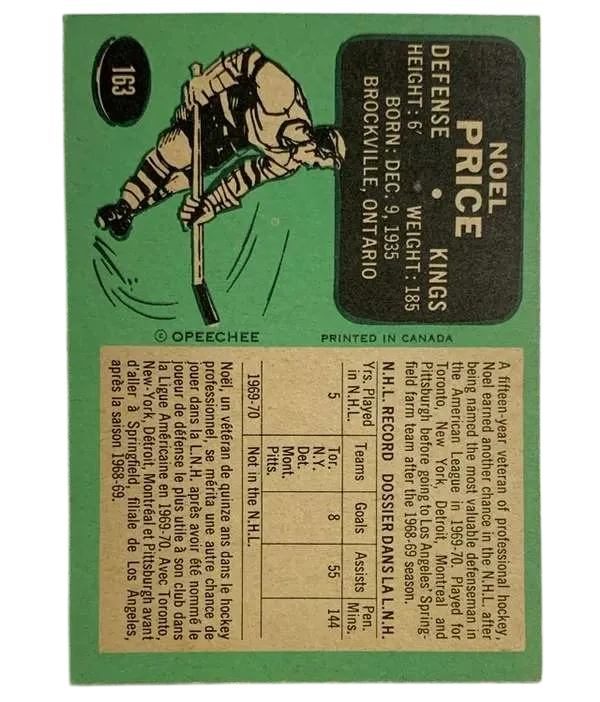 163
NOEL
PRICE
DEFENSE • KINGS
HEIGHT: 6' WEIGHT: 185
BORN: DEC. 9, 1935
BROCKVILLE, ONTARIO
© OPEECHEE PRINTED IN CANADA
A fifteen-year veteran of professional hockey,
Noel earned another chance in the N.H.L. after
being named the most valuable defenseman in
the American League in 1969-70. Played for
Toronto, New York, Detroit, Montreal and
Pittsburgh before going to Los Angeles' Spring-
field farm team after the 1968-69 season.
N.H.L. RECORD DOSSIER DANS LA L.N.H.
Yrs. Played in N.H.L. Teams Goals Assists Pen. Mins.
5 Tor. 8 55 144
N.Y.
Det.
Mont.
Pitts.
1969-70 Not in the N.H.L.
Noël, un vétéran de quinze ans dans le hockey
professionnel, se mérita une autre chance de
jouer dans la L.N.H. après avoir été nommé le
joueur de défense le plus utile à son club dans
la Ligue Américaine en 1969-70. Avec Toronto,
New-York, Détroit, Montréal et Pittsburgh avant
d'aller à Springfield, filiale de Los Angeles,
après la saison 1968-69.